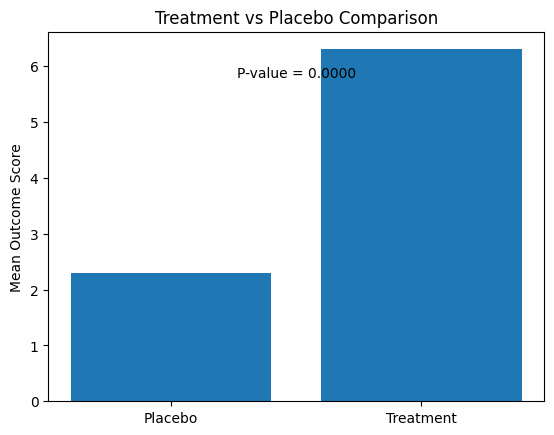 Treatment vs Placebo Comparison
P-value = 0.0000
Mean Outcome Score
6
5
4
3
2
1
0
Placebo
Treatment